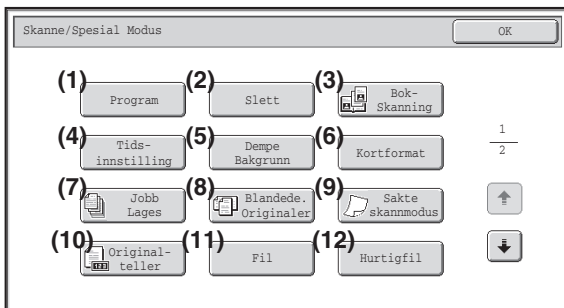 Skanne/Spesial Modus
OK
(1) Program
(2) Slett
(3) Bok-
Skanning
(4) Tids-
innstilling
(5) Dempe
Bakgrunn
(6) Kortformat
1
2
(7) Jobb
Lages
(8) Blandede.
Originaler
(9) Sakte
skannmodus
(10) Original-
teller
123
(11) Fil
(12) Hurtigfil